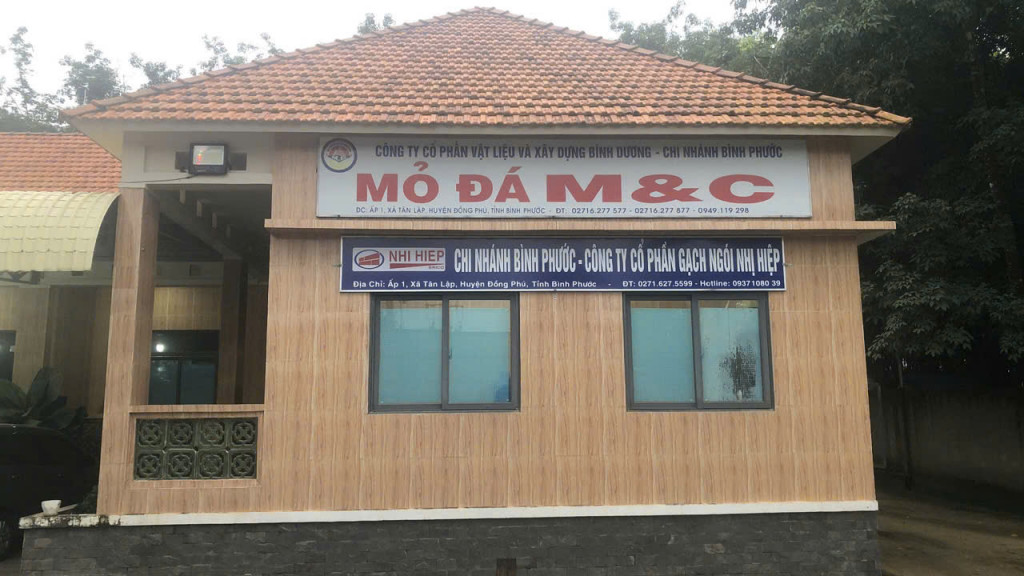 CÔNG TY CỔ PHẦN VẬT LIỆU VÀ XÂY DỰNG BÌNH DƯƠNG - CHI NHÁNH BÌNH PHƯỚC
MỎ ĐÁ M&C
ĐC: ẤP 1, XÃ TÂN LẬP, HUYỆN ĐỒNG PHÚ, TỈNH BÌNH PHƯỚC - ĐT: 02716.277 577 - 02716.277 877 - 0949.119 298
NHI HIEP
CHI NHÁNH BÌNH PHƯỚC - CÔNG TY CỔ PHẦN GẠCH NGÓI NHỊ HIỆP
Địa Chỉ: Ấp 1, Xã Tân Lập, Huyện Đồng Phú, Tỉnh Bình Phước - ĐT: 0271.627.5599 - Hotline: 0937108039